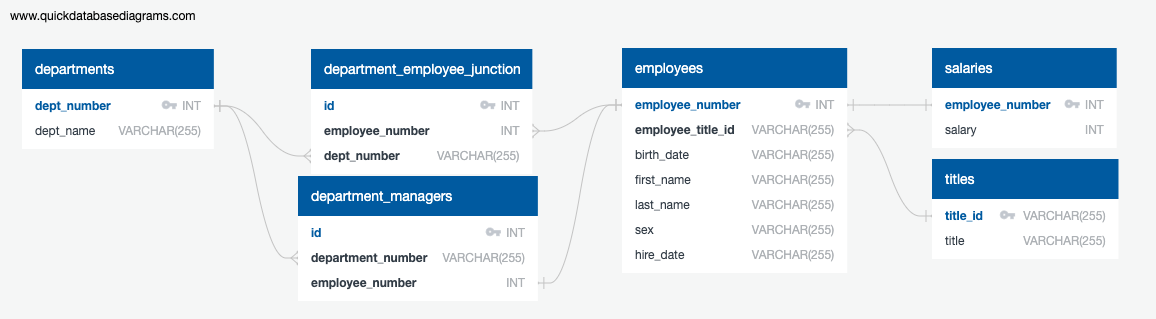 www.quickdatabasediagrams.com
departments
dept_number INT
dept_name VARCHAR(255)
department_employee_junction
id INT
employee_number INT
dept_number VARCHAR(255)
department_managers
id INT
department_number VARCHAR(255)
employee_number INT
employees
employee_number INT
employee_title_id VARCHAR(255)
birth_date VARCHAR(255)
first_name VARCHAR(255)
last_name VARCHAR(255)
sex VARCHAR(255)
hire_date VARCHAR(255)
salaries
employee_number INT
salary INT
titles
title_id VARCHAR(255)
title VARCHAR(255)